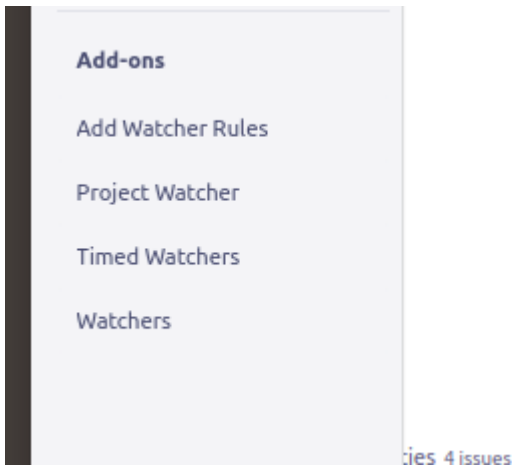 Add-ons
Add Watcher Rules
Project Watcher
Timed Watchers
Watchers
4 issues